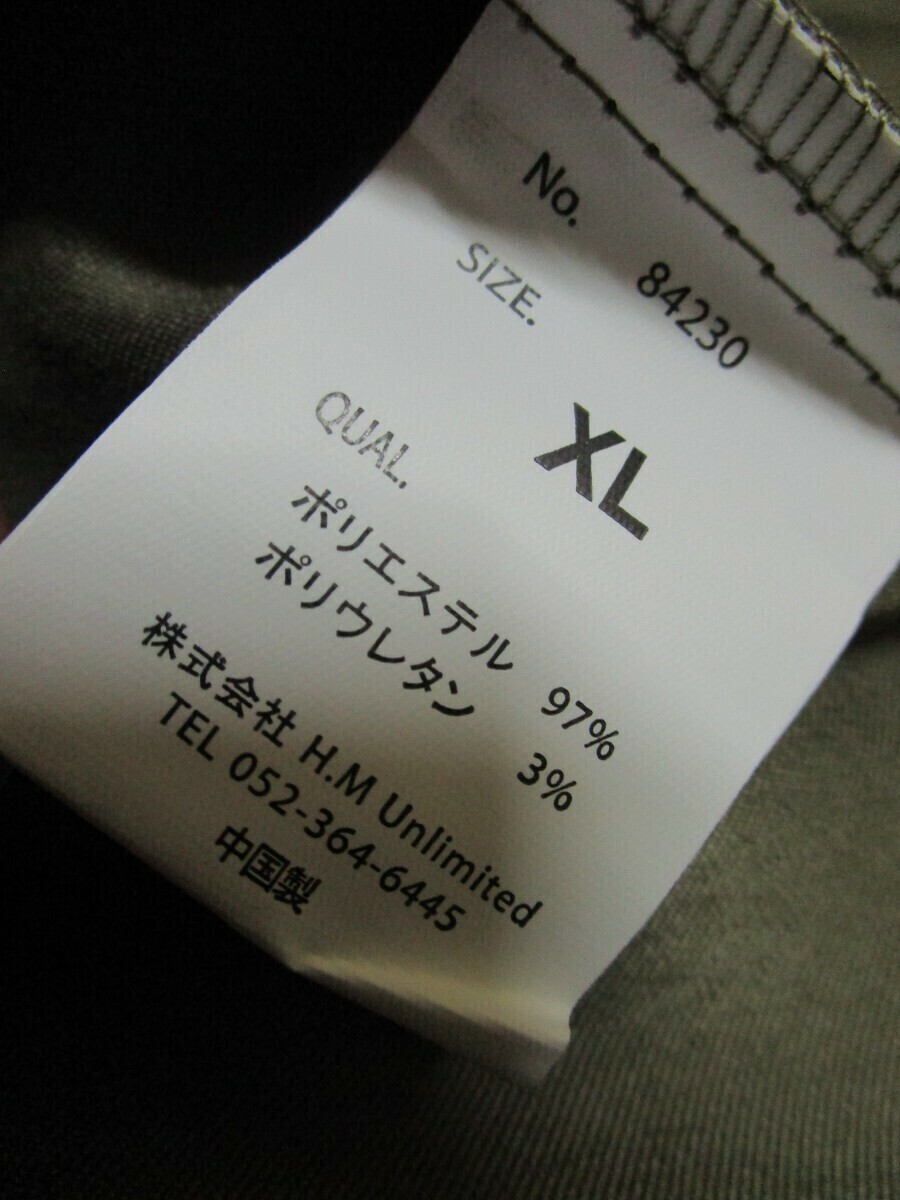 No. 84230
SiZE.
XL
QUAL.
ポリエステル 97%
ポリウレタン 3%
株式会社 H.M Unlimited
TEL 052-364-6445
中国製